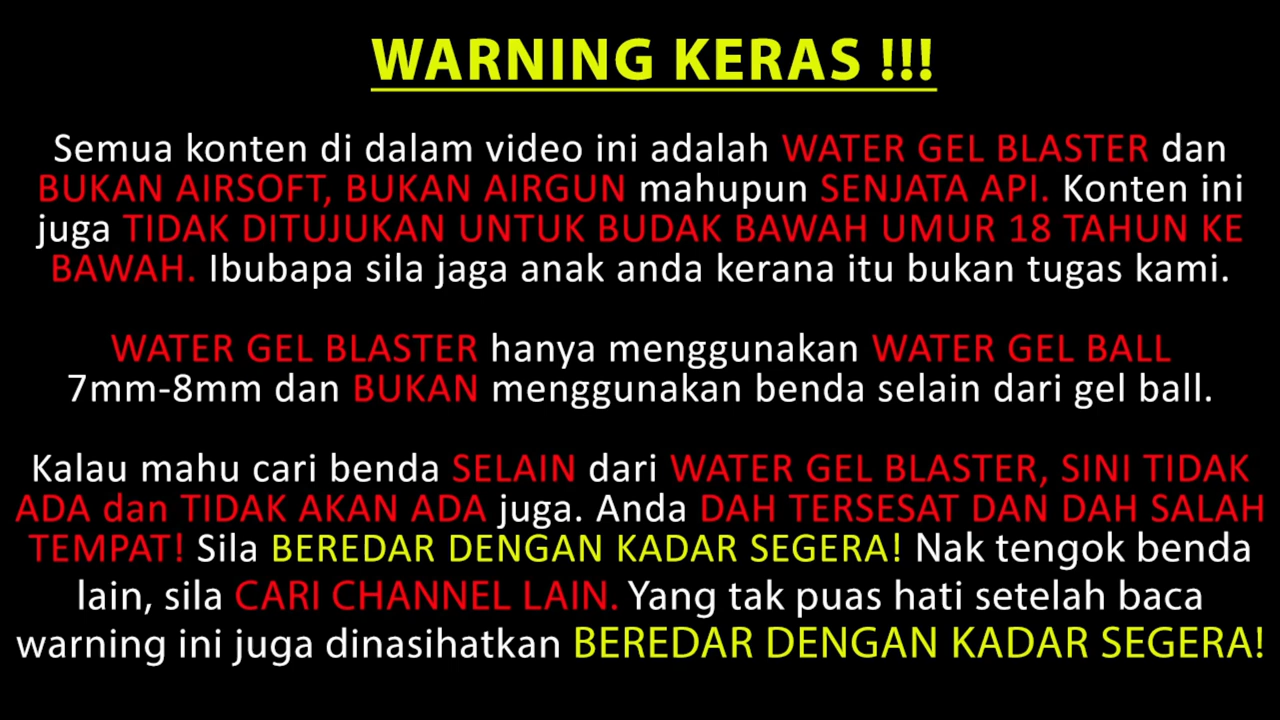 WARNING KERAS !!!
Semua konten di dalam video ini adalah WATER GEL BLASTER dan
BUKAN AIRSOFT, BUKAN AIRGUN mahupun SENJATA API. Konten ini
juga TIDAK DITUJUKAN UNTUK BUDAK BAWAH UMUR 18 TAHUN KE
BAWAH. Ibubapa sila jaga anak anda kerana itu bukan tugas kami.
WATER GEL BLASTER hanya menggunakan WATER GEL BALL
7mm-8mm dan BUKAN menggunakan benda selain dari gel ball.
Kalau mahu cari benda SELAIN dari WATER GEL BLASTER, SINI TIDAK
ADA dan TIDAK AKAN ADA juga. Anda DAH TERSESAT DAN DAH SALAH
TEMPAT! Sila BEREDAR DENGAN KADAR SEGERA! Nak tengok benda
lain, sila CARI CHANNEL LAIN. Yang tak puas hati setelah baca
warning ini juga dinasihatkan BEREDAR DENGAN KADAR SEGERA!